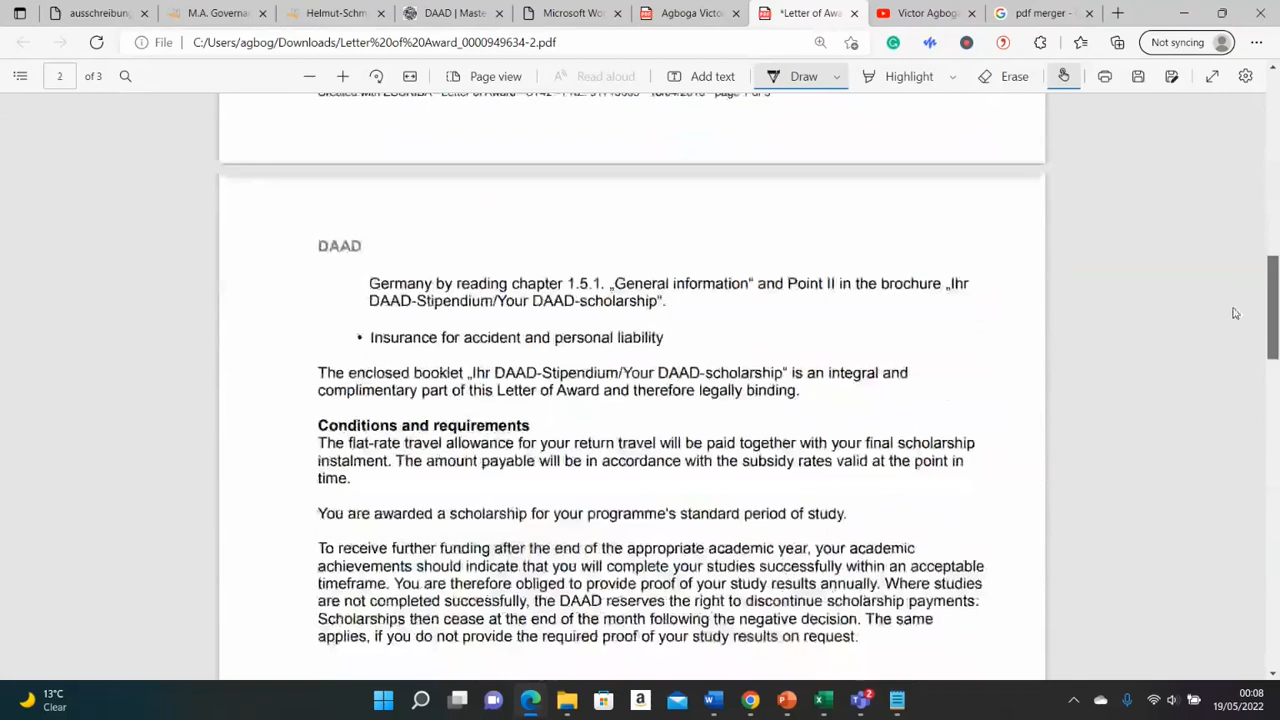 ausschreibung
M.A. Governa
Helmut-Schm
DAAD | Maste
Microsoft Wo
Agboga Victo
*Letter of Awa
Victor Agbog
pdf merger -
File
C:/Users/agbog/Downloads/Letter%20of%20Award_0000949634-2.pdf
Not syncing
2
of 3
Page view
Read aloud
Add text
Draw
Highlight
Erase
DAAD
Germany by reading chapter 1.5.1. „General information“ and Point II in the brochure „Ihr
DAAD-Stipendium/Your DAAD-scholarship“.
• Insurance for accident and personal liability
The enclosed booklet „Ihr DAAD-Stipendium/Your DAAD-scholarship“ is an integral and
complimentary part of this Letter of Award and therefore legally binding.
Conditions and requirements
The flat-rate travel allowance for your return travel will be paid together with your final scholarship
instalment. The amount payable will be in accordance with the subsidy rates valid at the point in
time.
You are awarded a scholarship for your programme's standard period of study.
To receive further funding after the end of the appropriate academic year, your academic
achievements should indicate that you will complete your studies successfully within an acceptable
timeframe. You are therefore obliged to provide proof of your study results annually. Where studies
are not completed successfully, the DAAD reserves the right to discontinue scholarship payments:
Scholarships then cease at the end of the month following the negative decision. The same
applies, if you do not provide the required proof of your study results on request.
13°C
Clear
2
00:08
19/05/2022